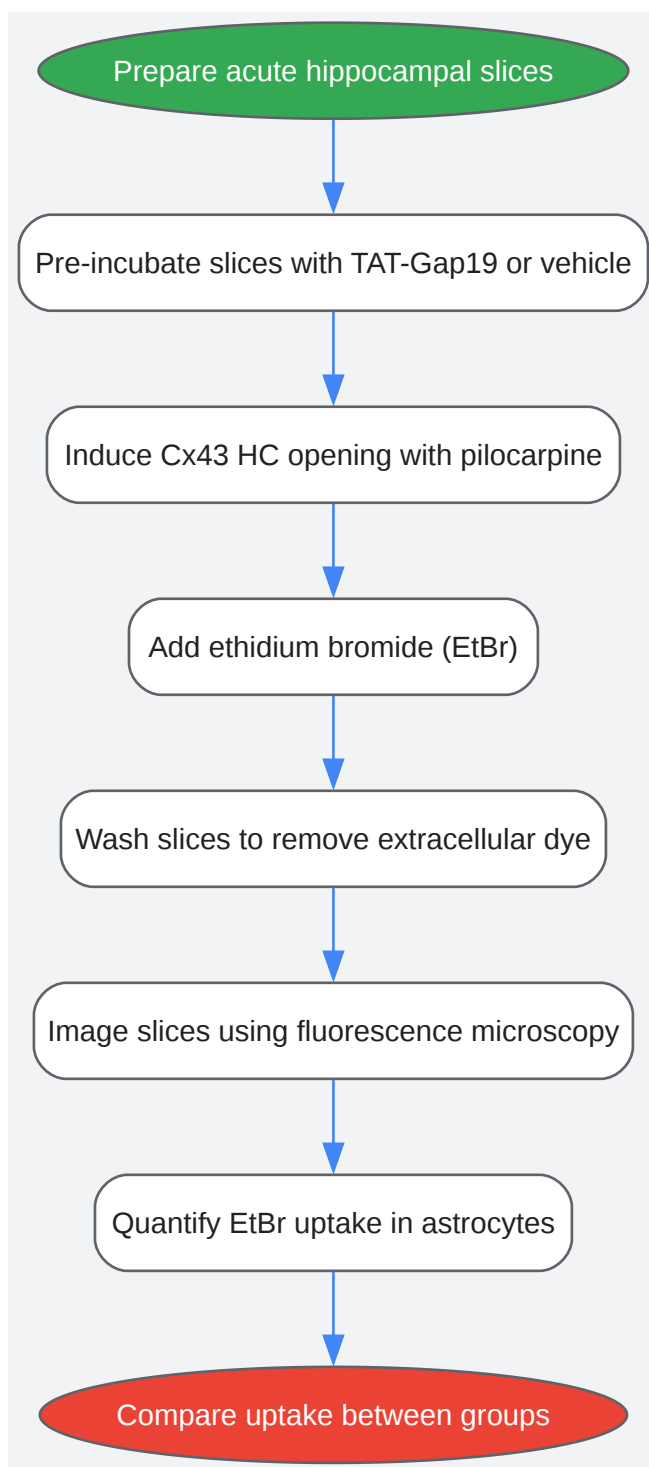 Prepare acute hippocampal slices
Pre-incubate slices with TAT-Gap19 or vehicle
Induce Cx43 HC opening with pilocarpine
Add ethidium bromide (EtBr)
Wash slices to remove extracellular dye
Image slices using fluorescence microscopy
Quantify EtBr uptake in astrocytes
Compare uptake between groups